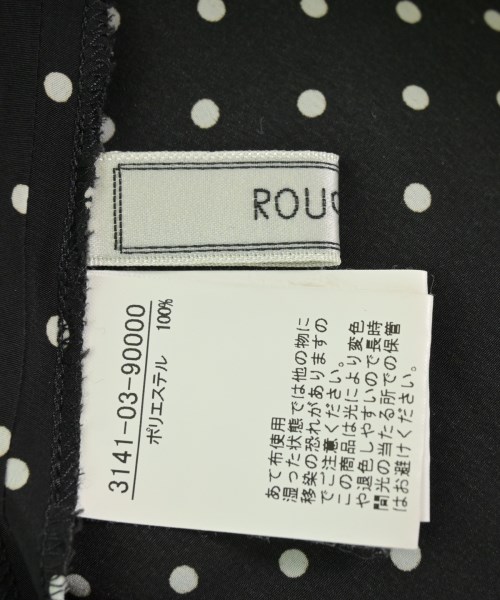 ROUG
3141-03-90000
ポリエステル 100%
あて布使用
湿った状態では他の物に
移染の恐れがありますの
でご注意ください。
この商品は光により変色
や退色しやすいので長時
間光の当たる所での保管
はお避けください。